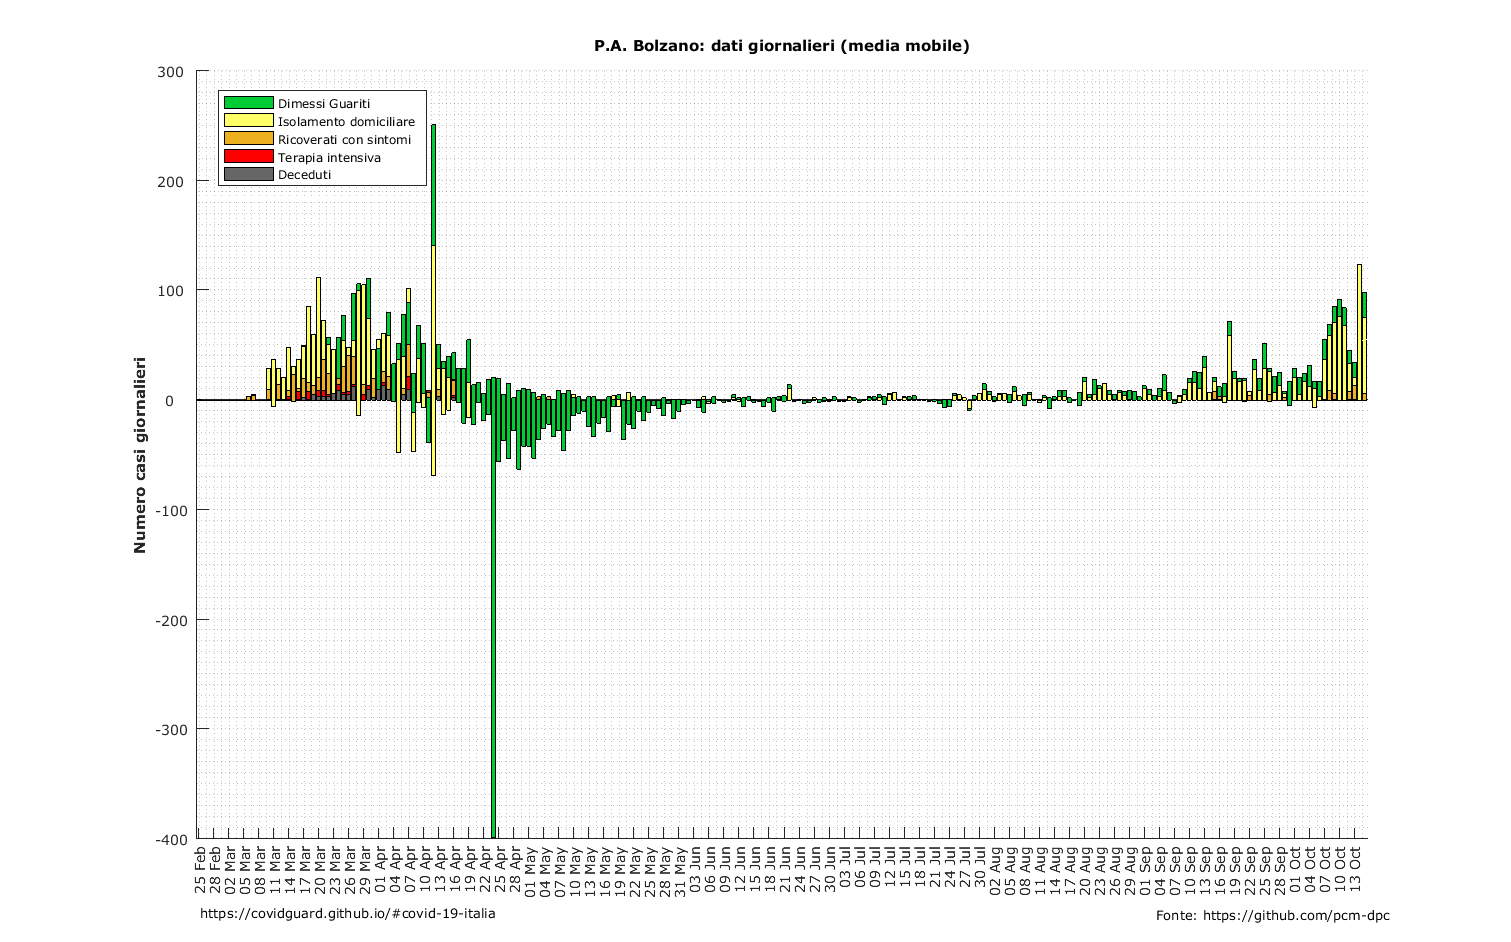 P.A. Bolzano: dati giornalieri (media mobile)
300
200
100
0
-100
-200
-300
-400
Numero casi giornalieri
Dimessi Guariti
Isolamento domiciliare
Ricoverati con sintomi
Terapia intensiva
Deceduti
25 Feb
28 Feb
02 Mar
05 Mar
08 Mar
11 Mar
14 Mar
17 Mar
20 Mar
23 Mar
26 Mar
29 Mar
01 Apr
04 Apr
07 Apr
10 Apr
13 Apr
16 Apr
19 Apr
22 Apr
25 Apr
28 Apr
01 May
04 May
07 May
10 May
13 May
16 May
19 May
22 May
25 May
28 May
31 May
03 Jun
06 Jun
09 Jun
12 Jun
15 Jun
18 Jun
21 Jun
24 Jun
27 Jun
30 Jun
03 Jul
06 Jul
09 Jul
12 Jul
15 Jul
18 Jul
21 Jul
24 Jul
27 Jul
30 Jul
02 Aug
05 Aug
08 Aug
11 Aug
14 Aug
17 Aug
20 Aug
23 Aug
26 Aug
29 Aug
01 Sep
04 Sep
07 Sep
10 Sep
13 Sep
16 Sep
19 Sep
22 Sep
25 Sep
28 Sep
01 Oct
04 Oct
07 Oct
10 Oct
13 Oct
https://covidguard.github.io/#covid-19-italia
Fonte: https://github.com/pcm-dpc